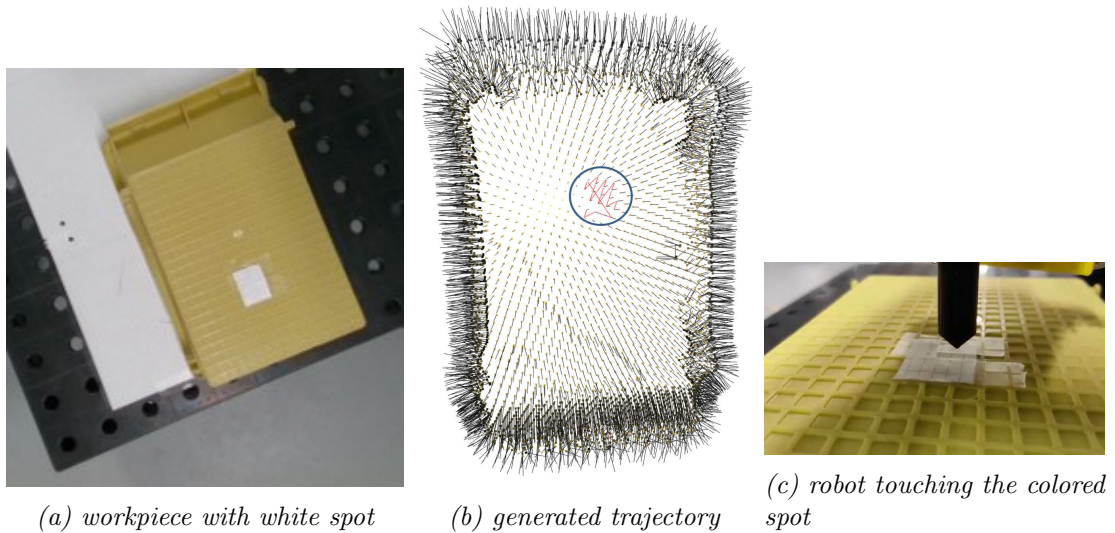 (a) workpiece with white spot
(b) generated trajectory
(c) robot touching the colored
spot